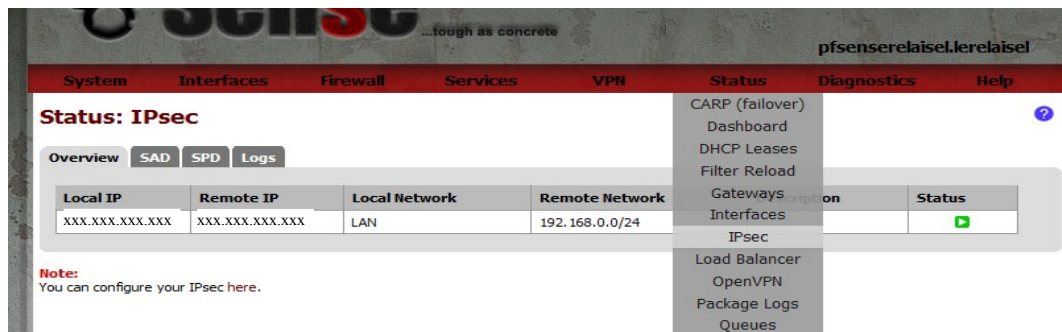 sense
...tough as concrete
pfsenserelaisel.lerelaisel
System Interfaces Firewall Services VPN Status Diagnostics Help
Status: IPsec
CARP (failover)
Dashboard
DHCP Leases
Filter Reload
Gateways
Interfaces
IPsec
Load Balancer
OpenVPN
Package Logs
Queues
Overview SAD SPD Logs
Local IP Remote IP Local Network Remote Network Description Status
xxx.xxx.xxx.xxx xxx.xxx.xxx.xxx LAN 192.168.0.0/24
Note:
You can configure your IPsec here.